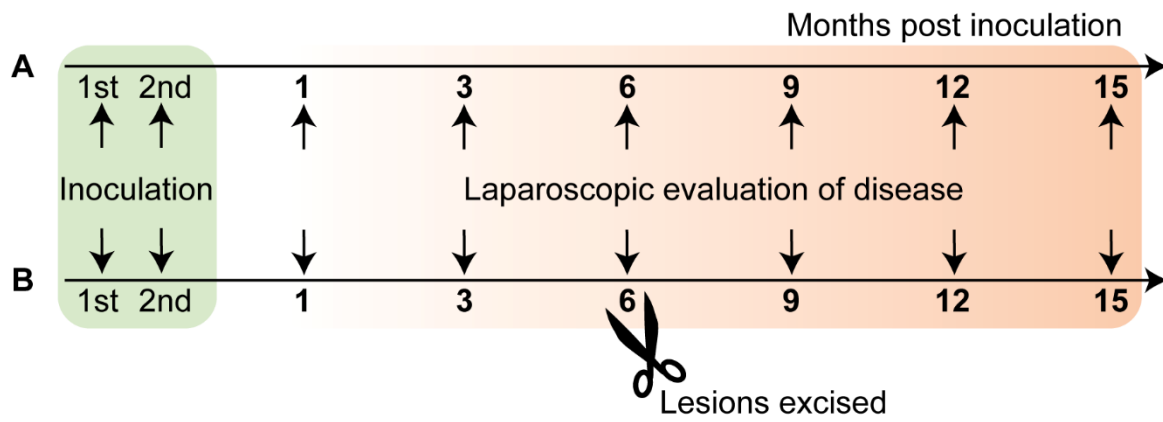 Months post inoculation
A
1st 2nd 1 3 6 9 12 15
Inoculation Laparoscopic evaluation of disease
B
1st 2nd 1 3 6 9 12 15
Lesions excised